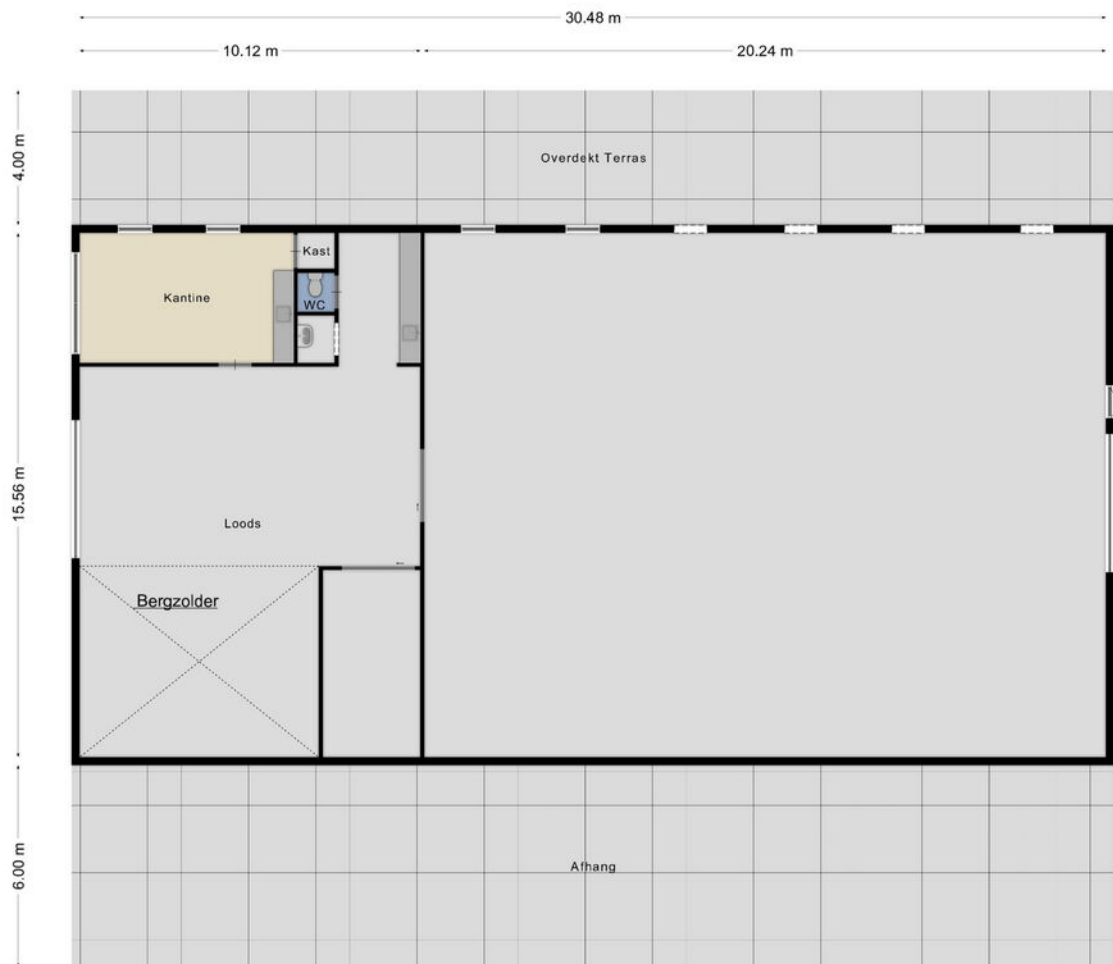 30.48 m
10.12 m
20.24 m
4.00 m
Overdekt Terras
Kast
Kantine
WC
15.56 m
Loods
Bergzolder
6.00 m
Afhang